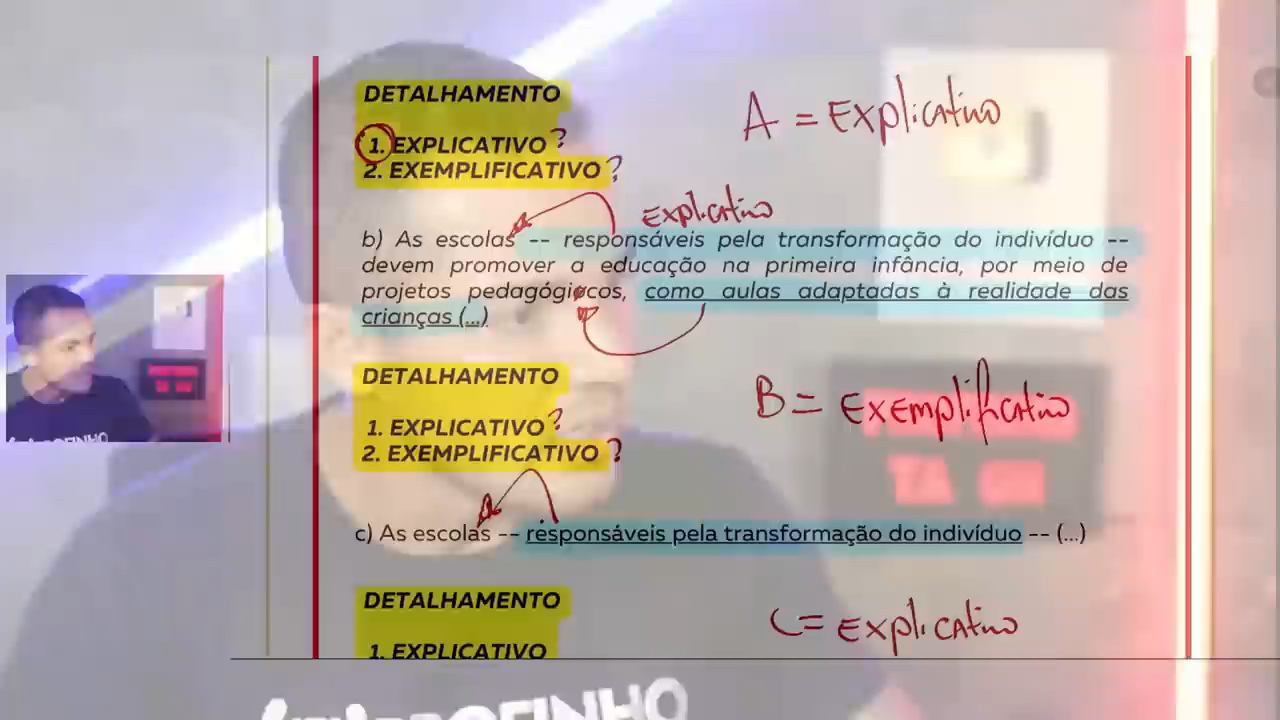 DETALHAMENTO
A = EXplicativo
1. EXPLICATIVO ?
2. EXEMPLIFICATIVO ?
EXplicativo
b) As escolas -- responsáveis pela transformação do indivíduo --
devem promover a educação na primeira infância, por meio de
projetos pedagógicos, como aulas adaptadas à realidade das
crianças (...)
DETALHAMENTO
B = EXEmplificativo
1. EXPLICATIVO ?
2. EXEMPLIFICATIVO ?
c) As escolas -- responsáveis pela transformação do indivíduo -- (...)
DETALHAMENTO
C = EXplicativo
1. EXPLICATIVO